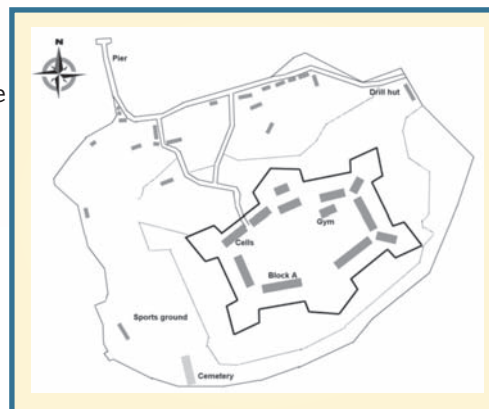 e
N
Pier
Drill hut
Gym
Cells
Block A
Sports ground
Cemetery